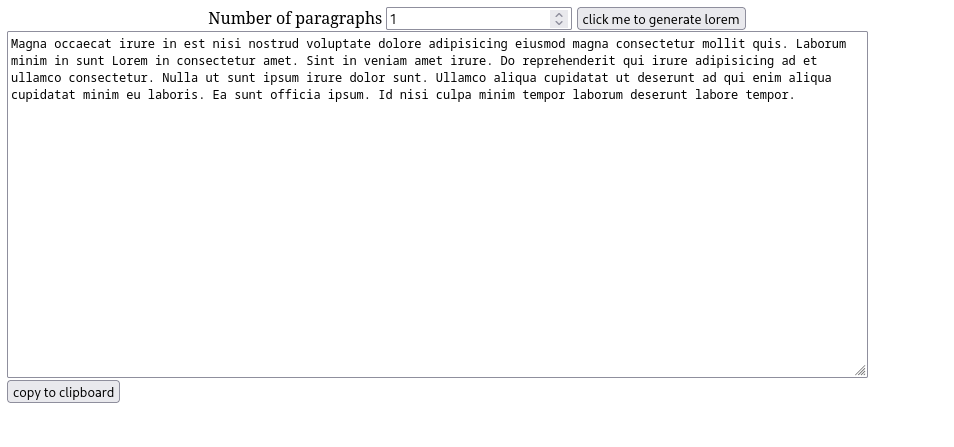 Number of paragraphs 1 click me to generate lorem
Magna occaecat irure in est nisi nostrud voluptate dolore adipisicing eiusmod magna consectetur mollit quis. Laborum
minim in sunt Lorem in consectetur amet. Sint in veniam amet irure. Do reprehenderit qui irure adipisicing ad et
ullamco consectetur. Nulla ut sunt ipsum irure dolor sunt. Ullamco aliqua cupidatat ut deserunt ad qui enim aliqua
cupidatat minim eu laboris. Ea sunt officia ipsum. Id nisi culpa minim tempor laborum deserunt labore tempor.
copy to clipboard